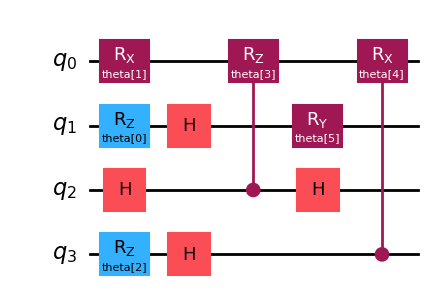 q0 RX theta[1] RZ theta[3] RX theta[4]
q1 RZ theta[0] H RY theta[5]
q2 H H
q3 RZ theta[2] H